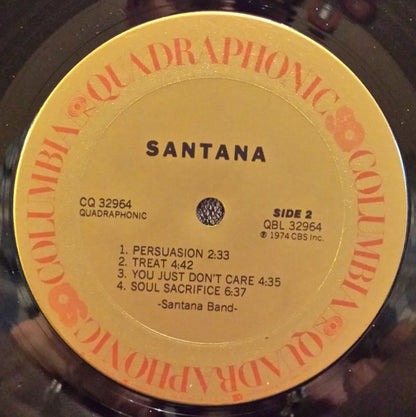 COLUMBIA QUADRAPHONIC COLUMBIA QUADRAPHONIC
SANTANA
CQ 32964
QUADRAPHONIC
SIDE 2
QBL 32964
℗ 1974 CBS Inc.
1. PERSUASION 2:33
2. TREAT 4:42
3. YOU JUST DON'T CARE 4:35
4. SOUL SACRIFICE 6:37
-Santana Band-